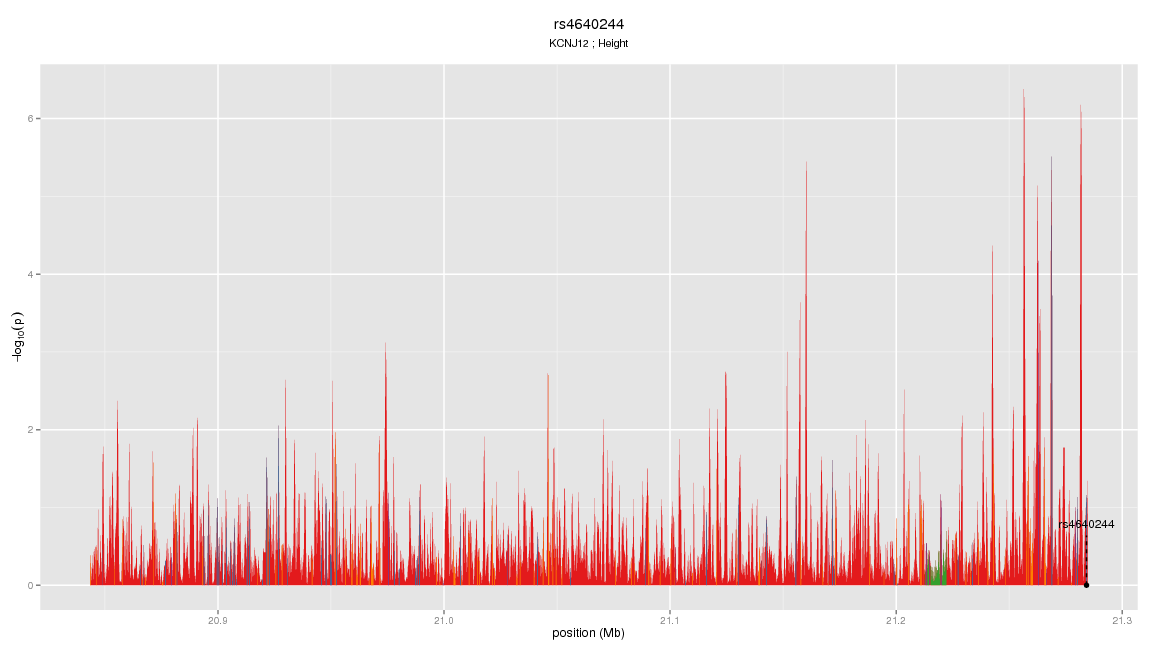 rs4640244
KCNJ12 ; Height
6
4
2
0
−log10(p)
rs4640244
20.9 21.0 21.1 21.2 21.3
position (Mb)